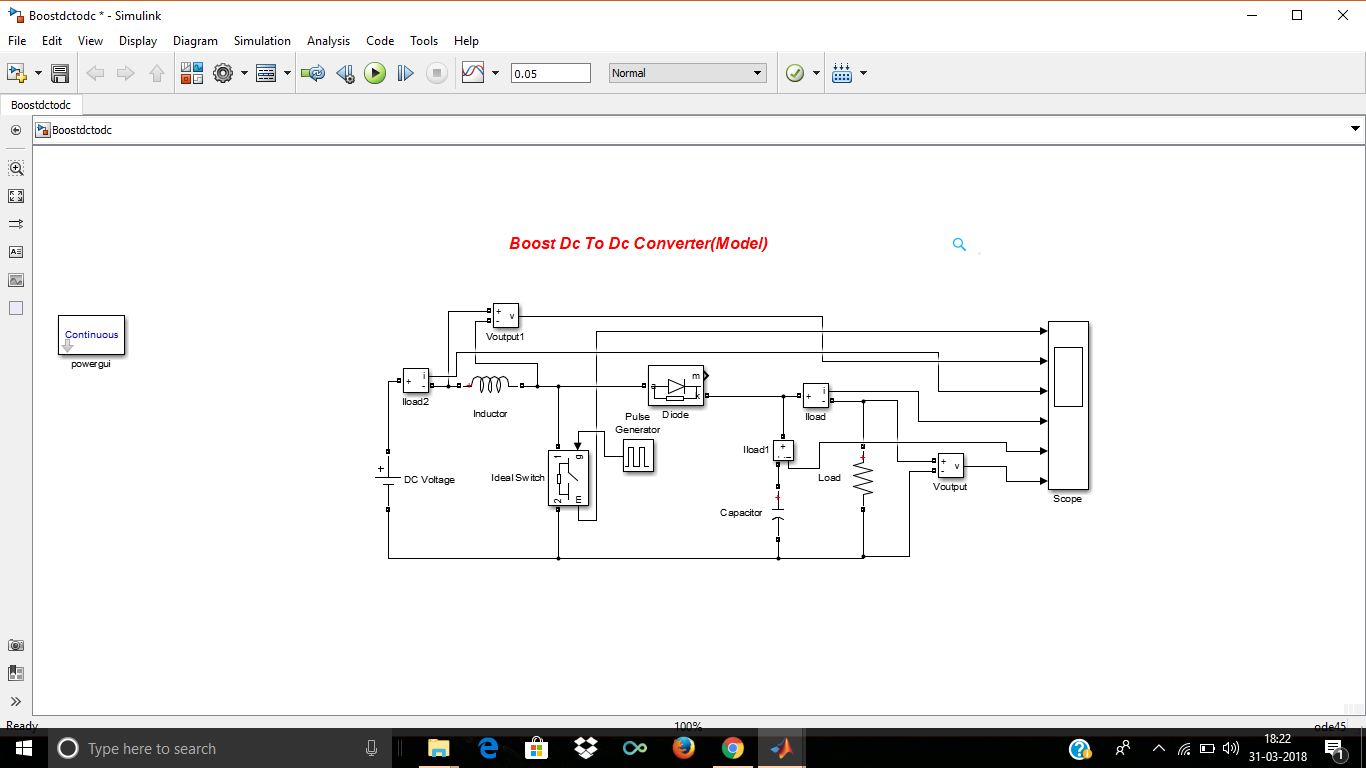 Boostdctodc * - Simulink
File Edit View Display Diagram Simulation Analysis Code Tools Help
0.05 Normal
Boostdctodc
Boostdctodc
Boost Dc To Dc Converter(Model)
Continuous
powergui
+ - v
Voutput1
+ i -
Iload2
+
Inductor
a m k
Diode
Pulse
Generator
+ i -
Iload
+
DC Voltage
Ideal Switch
1 g 2 m
Iload1
+
Load
+
+ - v
Voutput
+
Capacitor
Scope
Ready 100% ode45
Type here to search
18:22
31-03-2018
1